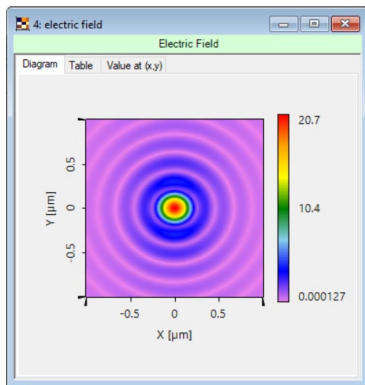 4: electric field
Electric Field
Diagram Table Value at (x,y)
20.7
10.4
0.000127
0.5
0
-0.5
Y [µm]
-0.5 0 0.5
X [µm]